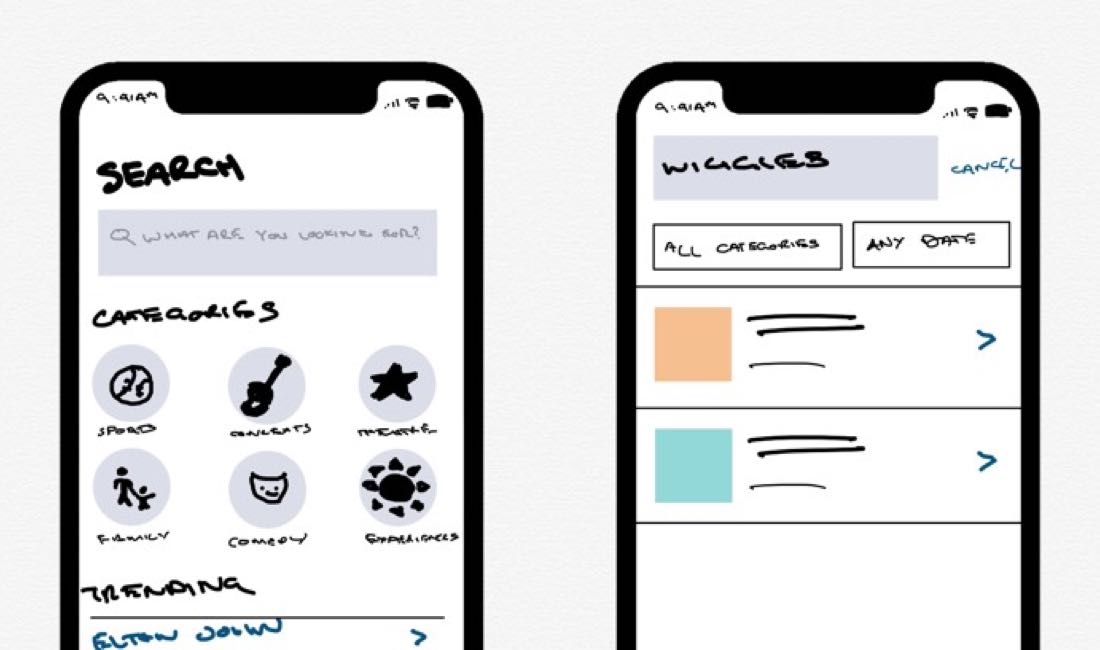 9:41AM
SEARCH
WHAT ARE YOU LOOKING FOR?
CATEGORIES
SPORTS CONCERTS THEATRE
FAMILY COMEDY EXPERIENCES
TRENDING
ELTON JOHN >
9:41AM
WIGGLES CANCEL
ALL CATEGORIES ANY DATE
>
>